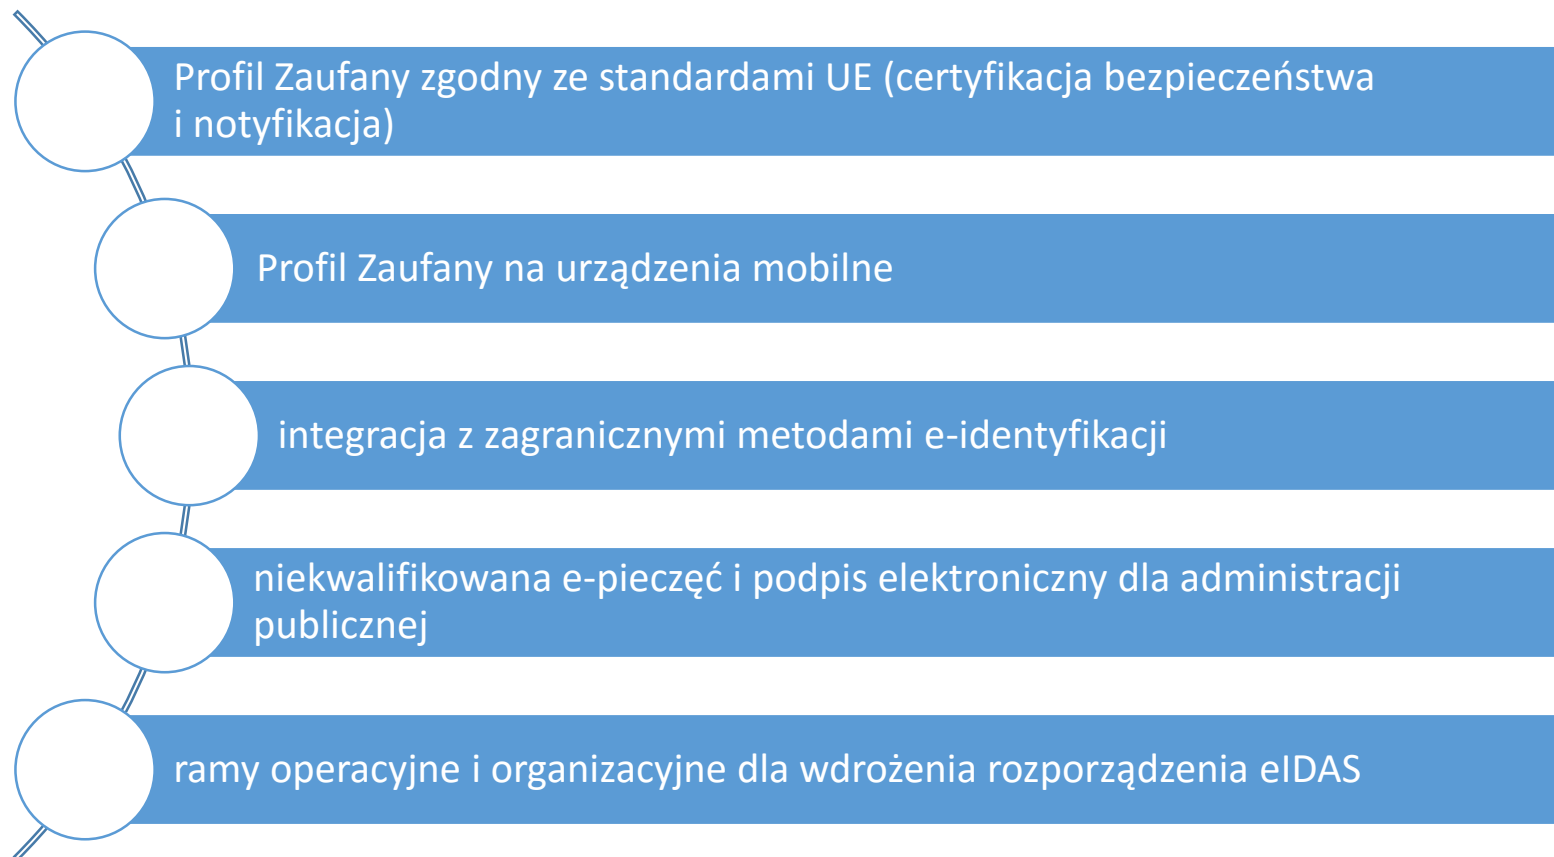 Profil Zaufany zgodny ze standardami UE (certyfikacja bezpieczeństwa
i notyfikacja)
Profil Zaufany na urządzenia mobilne
integracja z zagranicznymi metodami e-identyfikacji
niekwalifikowana e-pieczęć i podpis elektroniczny dla administracji
publicznej
ramy operacyjne i organizacyjne dla wdrożenia rozporządzenia eIDAS